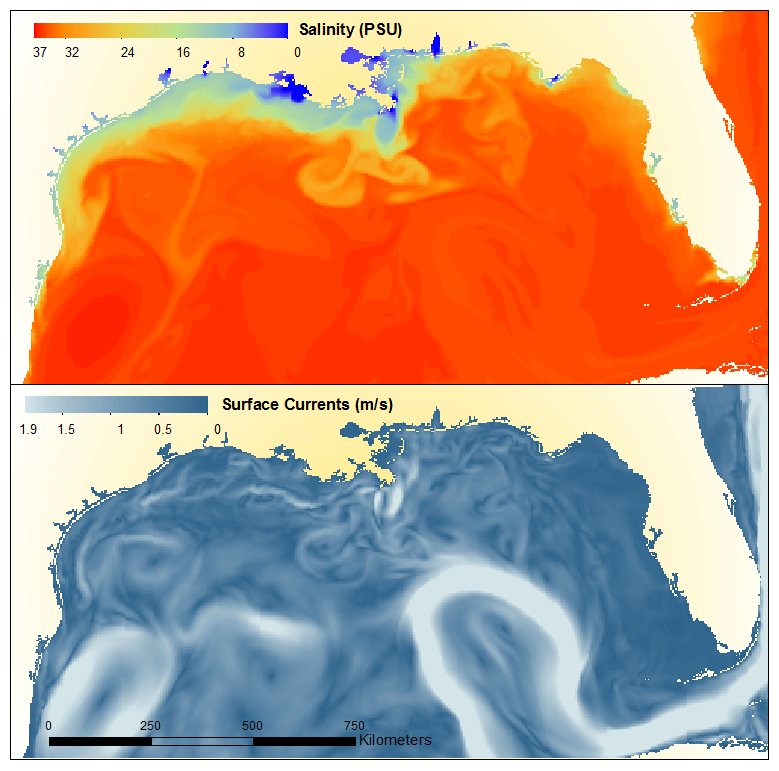 Salinity (PSU)
37 32 24 16 8 0
Surface Currents (m/s)
1.9 1.5 1 0.5 0
0 250 500 750
Kilometers